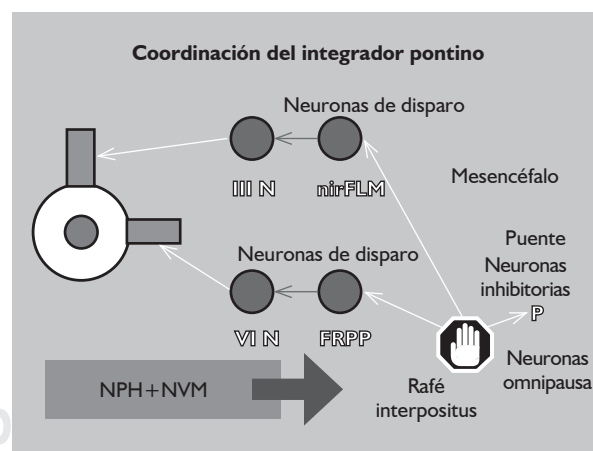 Coordinación del integrador pontino
Neuronas de disparo
III N
nirFLM
Mesencéfalo
Neuronas de disparo
Puente
Neuronas
inhibitorias
P
VI N
FRPP
NPH+NVM
Rafé
interpositus
Neuronas
omnipausa